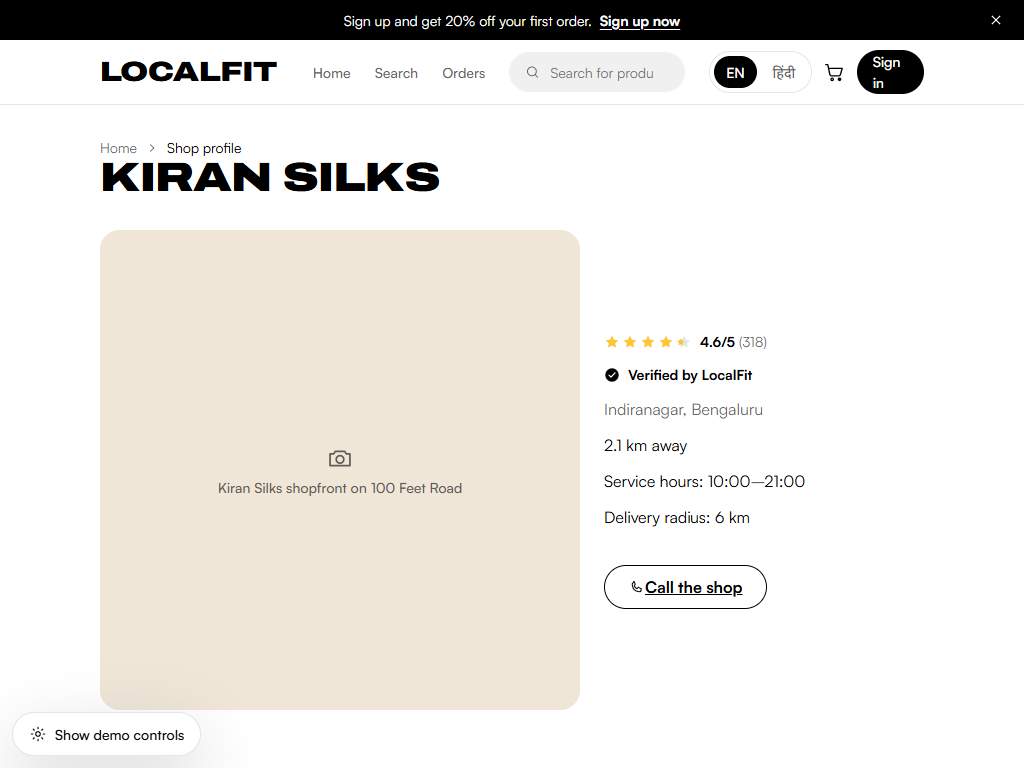 Sign up and get 20% off your first order. Sign up now
LOCALFIT
Home
Search
Orders
Search for produ
EN
हिंदी
Sign
in
Home
Shop profile
KIRAN SILKS
Kiran Silks shopfront on 100 Feet Road
4.6/5 (318)
Verified by LocalFit
Indiranagar, Bengaluru
2.1 km away
Service hours: 10:00–21:00
Delivery radius: 6 km
Call the shop
Show demo controls